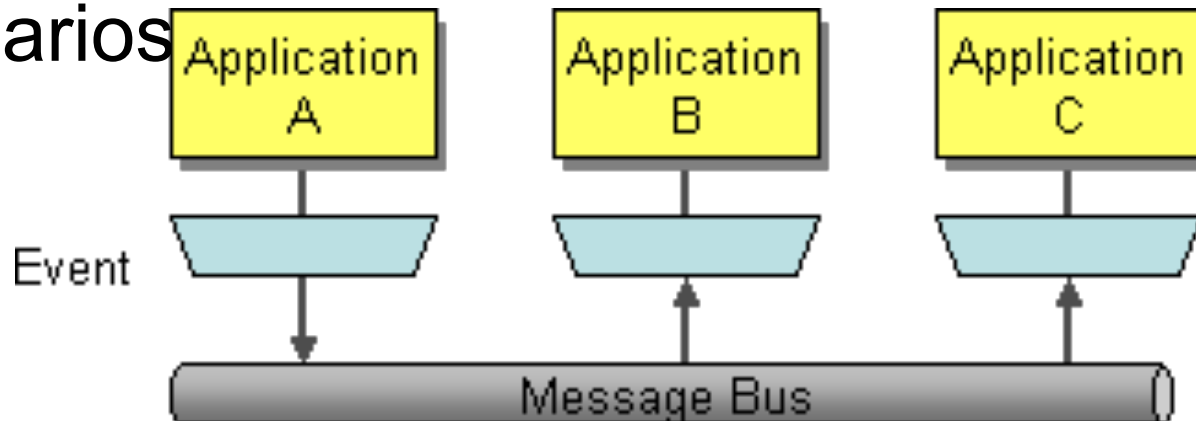 arios
Application
A
Application
B
Application
C
Event
Message Bus